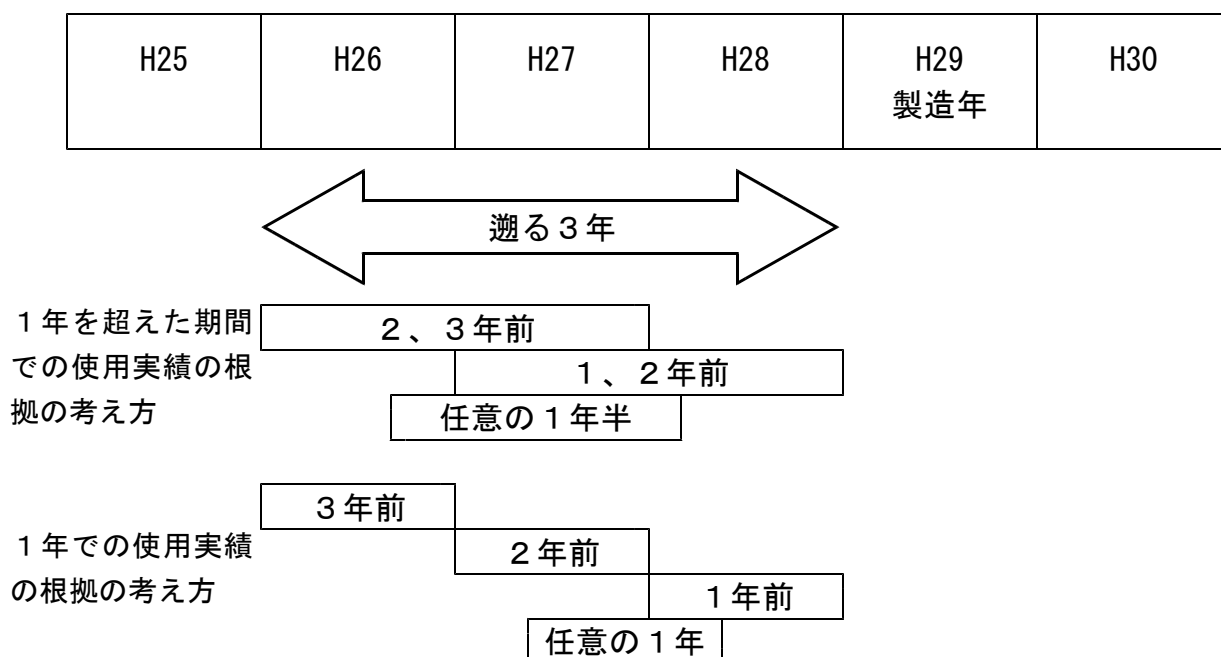 H25 H26 H27 H28 H29 H30
製造年
遡る３年
１年を超えた期間
での使用実績の根
拠の考え方
２、３年前
１、２年前
任意の１年半
３年前
１年での使用実績
の根拠の考え方
２年前
１年前
任意の１年